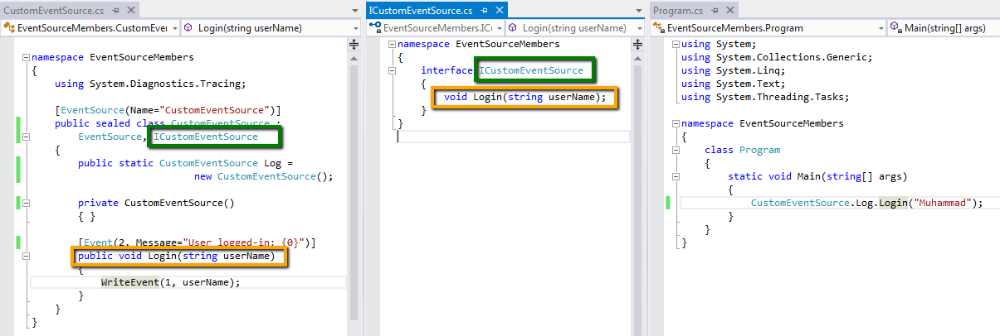 CustomEventSource.cs
EventSourceMembers.CustomEver
Login(string userName)
namespace EventSourceMembers
{
using System.Diagnostics.Tracing;
[EventSource(Name="CustomEventSource")]
public sealed class CustomEventSource :
EventSource, ICustomEventSource
{
public static CustomEventSource Log =
new CustomEventSource();
private CustomEventSource()
{ }
[Event(2, Message="User logged-in: {0}")]
public void Login(string userName)
{
WriteEvent(1, userName);
}
}
}
ICustomEventSource.cs
EventSourceMembers.ICu
Login(string userName)
namespace EventSourceMembers
{
interface ICustomEventSource
{
void Login(string userName);
}
}
Program.cs
EventSourceMembers.Program
Main(string[] args)
using System;
using System.Collections.Generic;
using System.Linq;
using System.Text;
using System.Threading.Tasks;
namespace EventSourceMembers
{
class Program
{
static void Main(string[] args)
{
CustomEventSource.Log.Login("Muhammad");
}
}
}